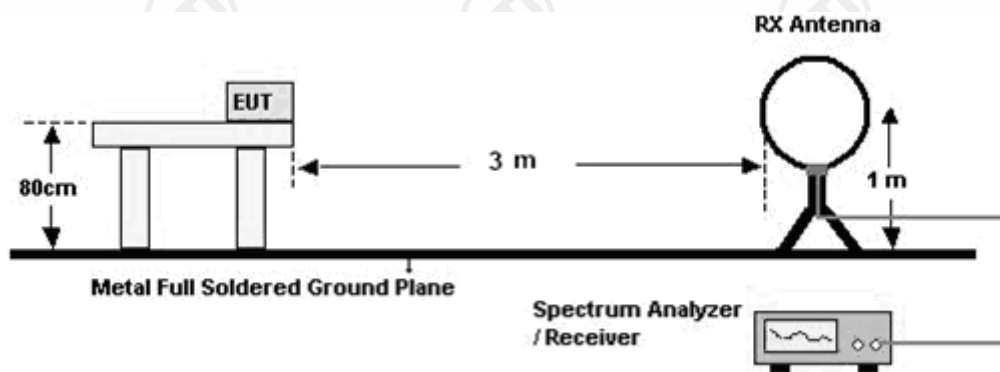 RX Antenna
EUT
80cm
3 m
1 m
Metal Full Soldered Ground Plane
Spectrum Analyzer
/ Receiver